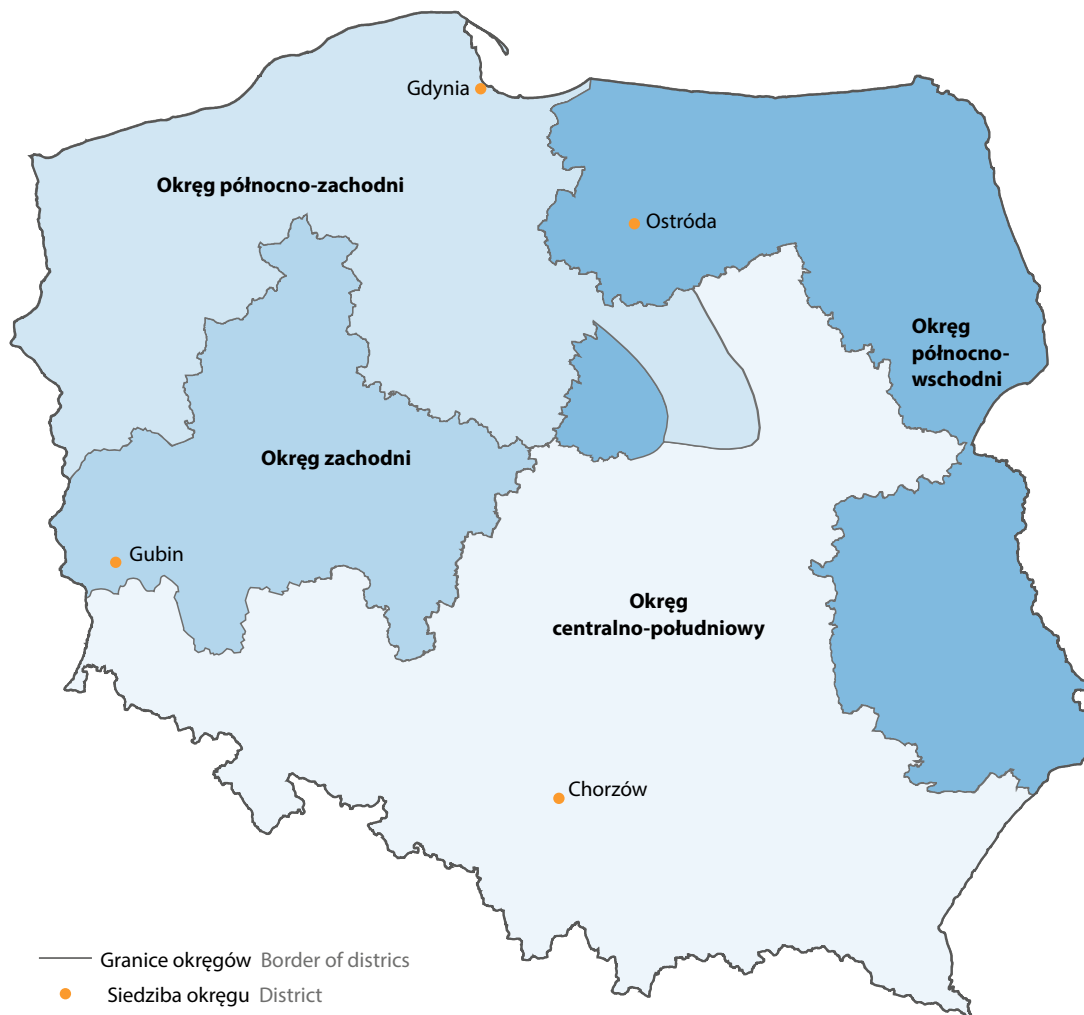 Gdynia
Okręg północno-zachodni
Ostróda
Okręg
północno-
wschodni
Okręg zachodni
Gubin
Okręg
centralno-południowy
Chorzów
Granice okręgów Border of districs
Siedziba okręgu District